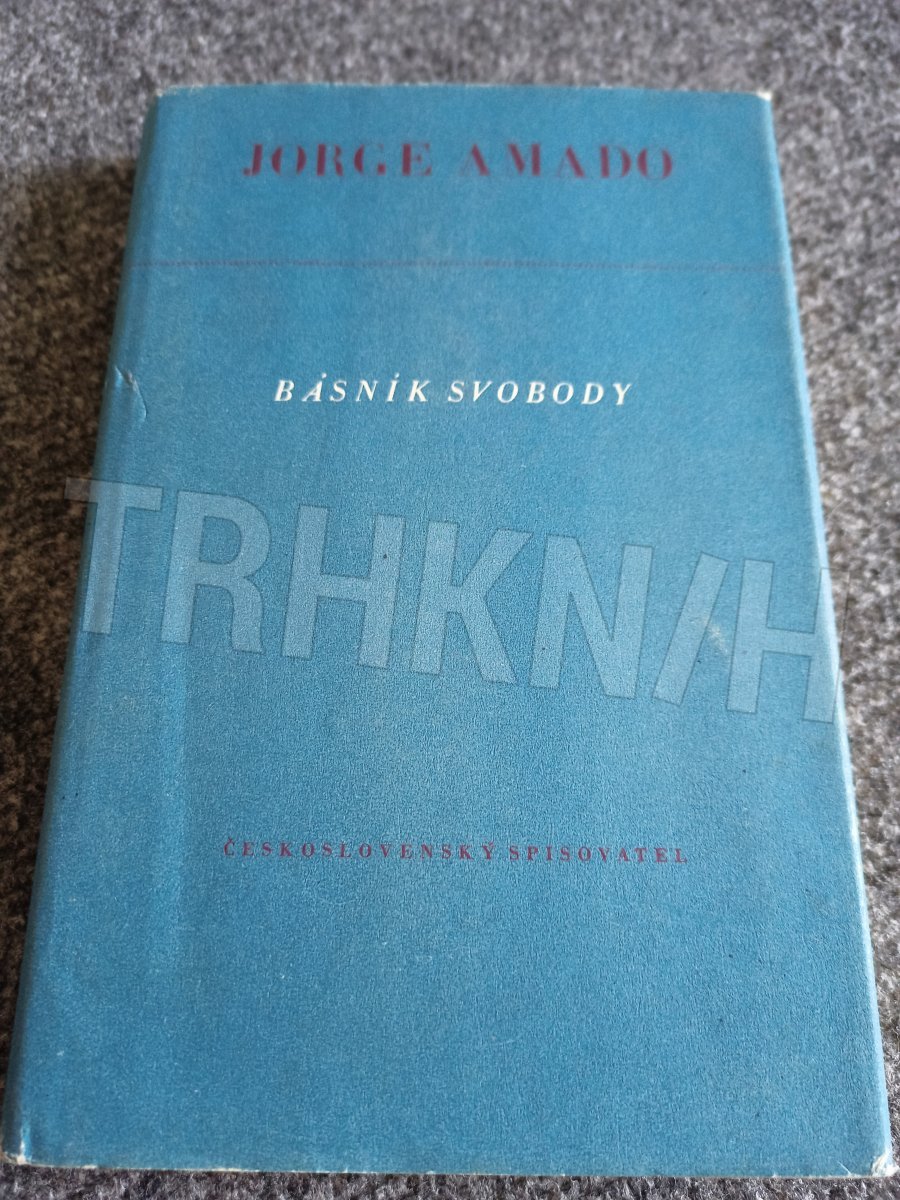 JORGE AMADO
BÁSNÍK SVOBODY
TRHKNIH
ČESKOSLOVENSKÝ SPISOVATEL